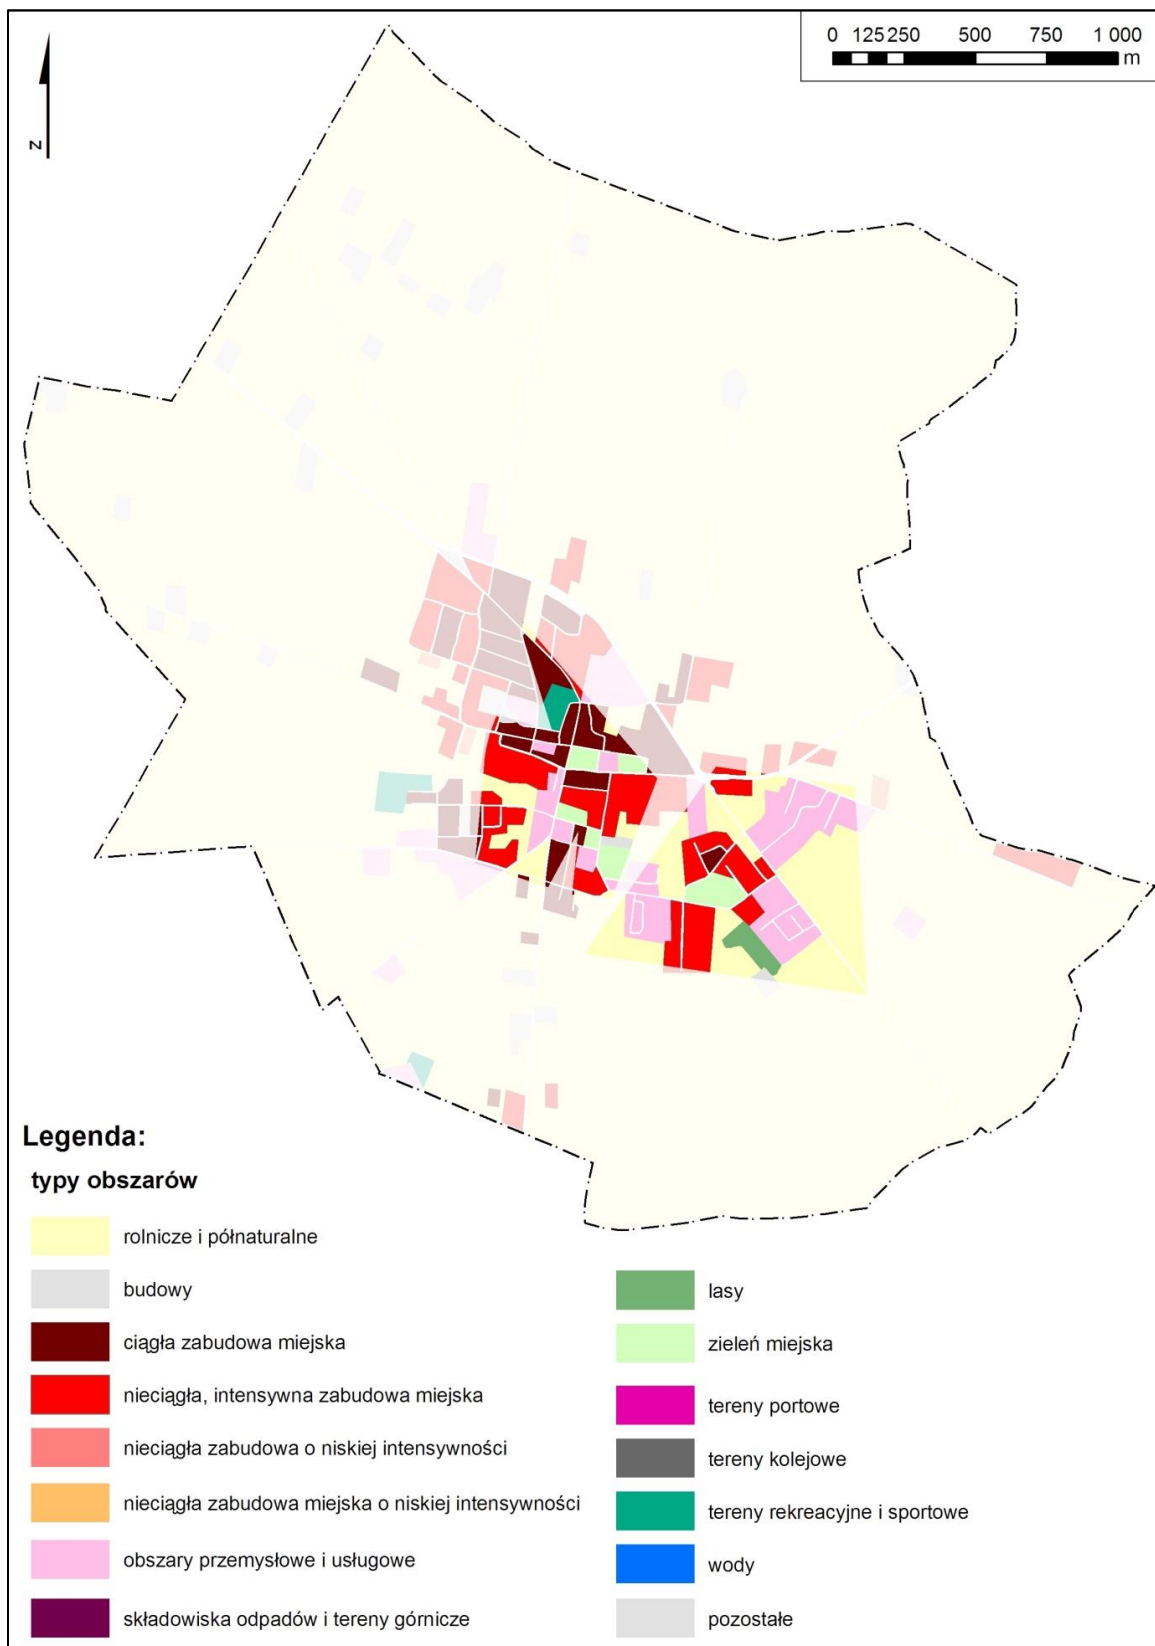 0 125 250 500 750 1 000
m
z
Legenda:
typy obszarów
rolnicze i półnaturalne
budowy
ciągła zabudowa miejska
nieciągła, intensywna zabudowa miejska
nieciągła zabudowa o niskiej intensywności
nieciągła zabudowa miejska o niskiej intensywności
obszary przemysłowe i usługowe
składowiska odpadów i tereny górnicze
lasy
zieleń miejska
tereny portowe
tereny kolejowe
tereny rekreacyjne i sportowe
wody
pozostałe